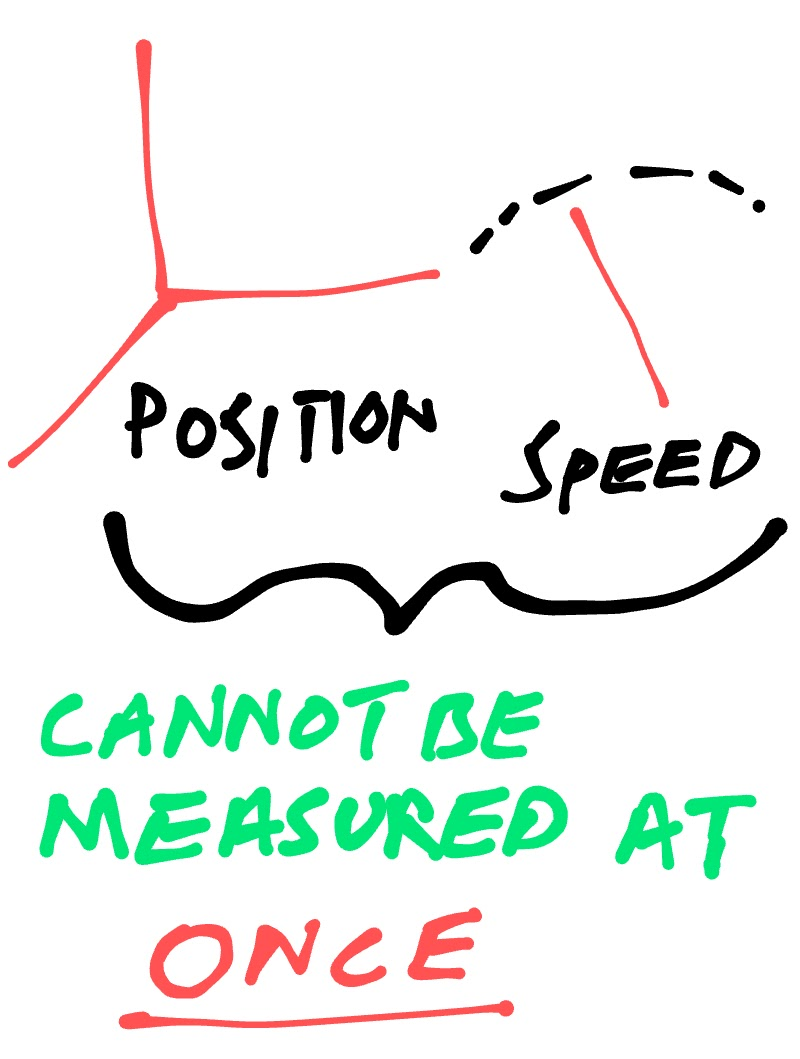 POSITION
SPEED
CANNOT BE
MEASURED AT
ONCE